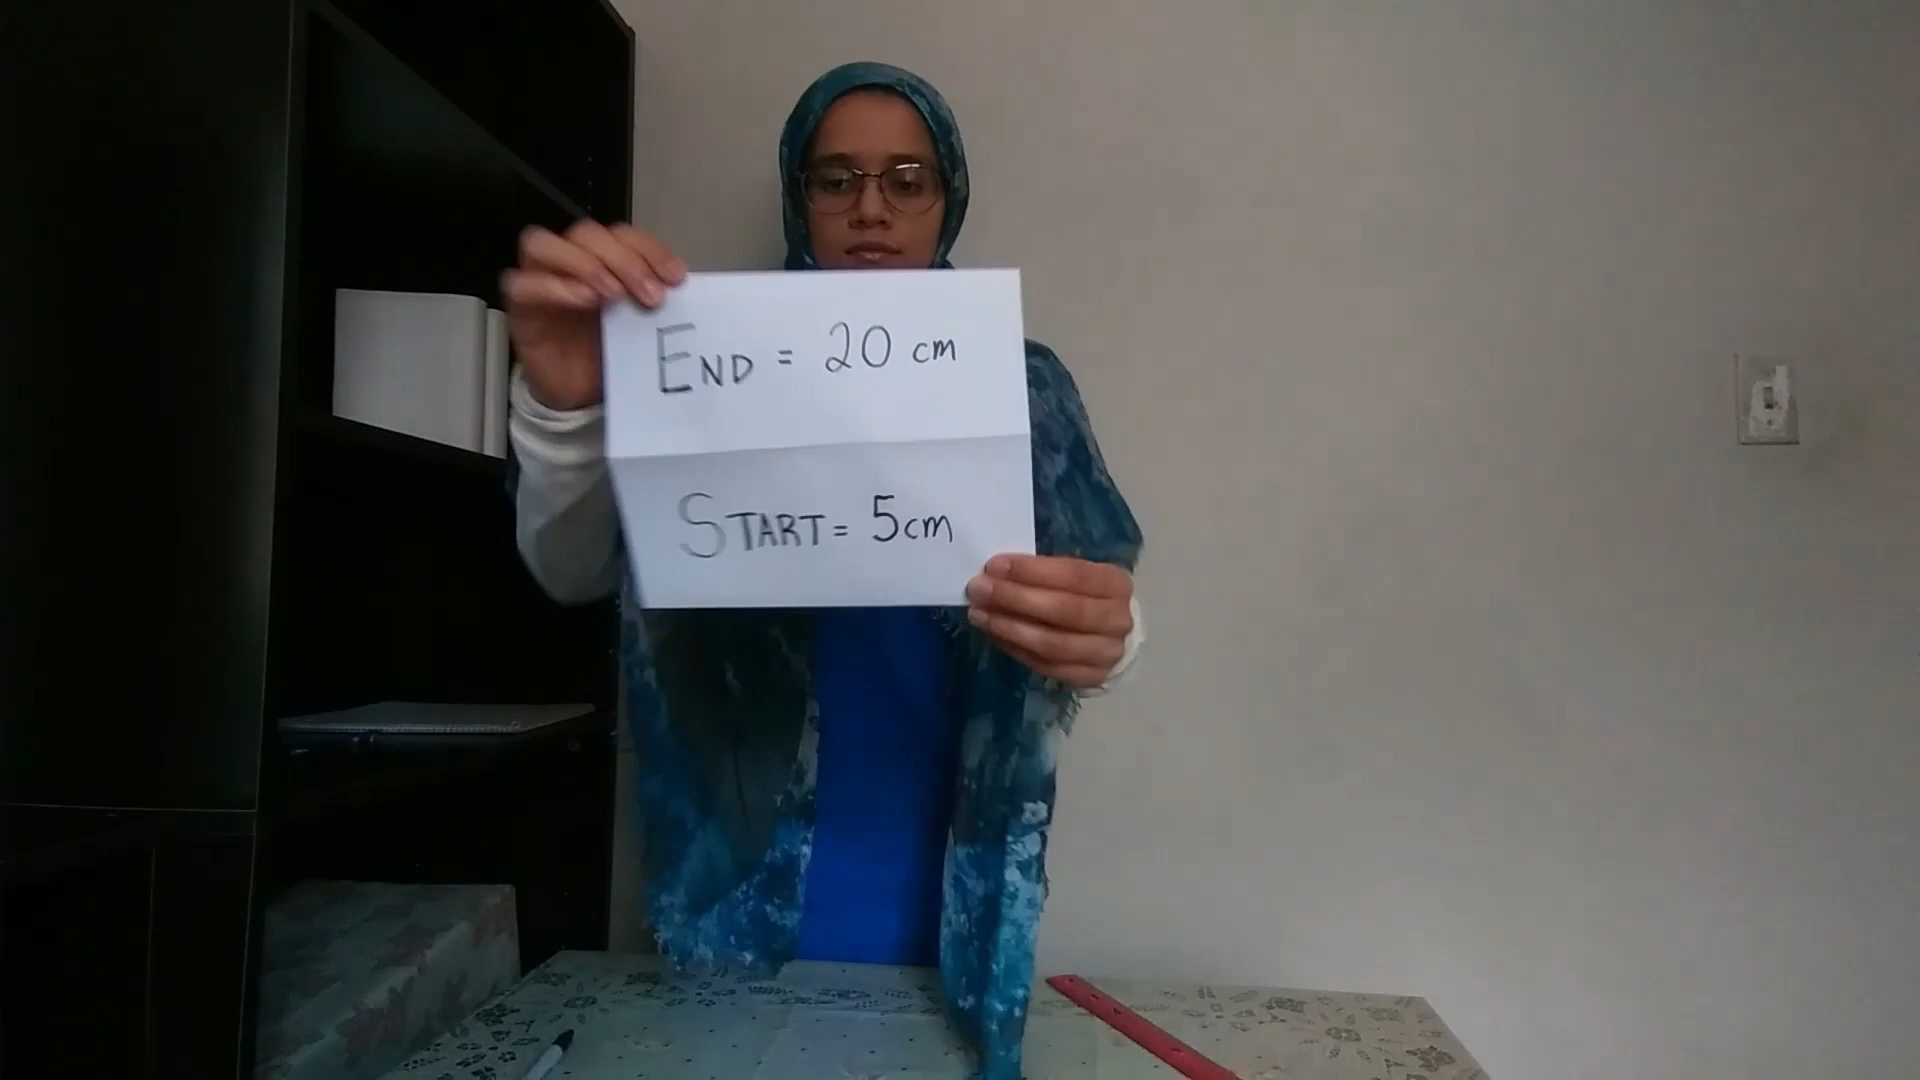 END = 20 cm
START = 5cm